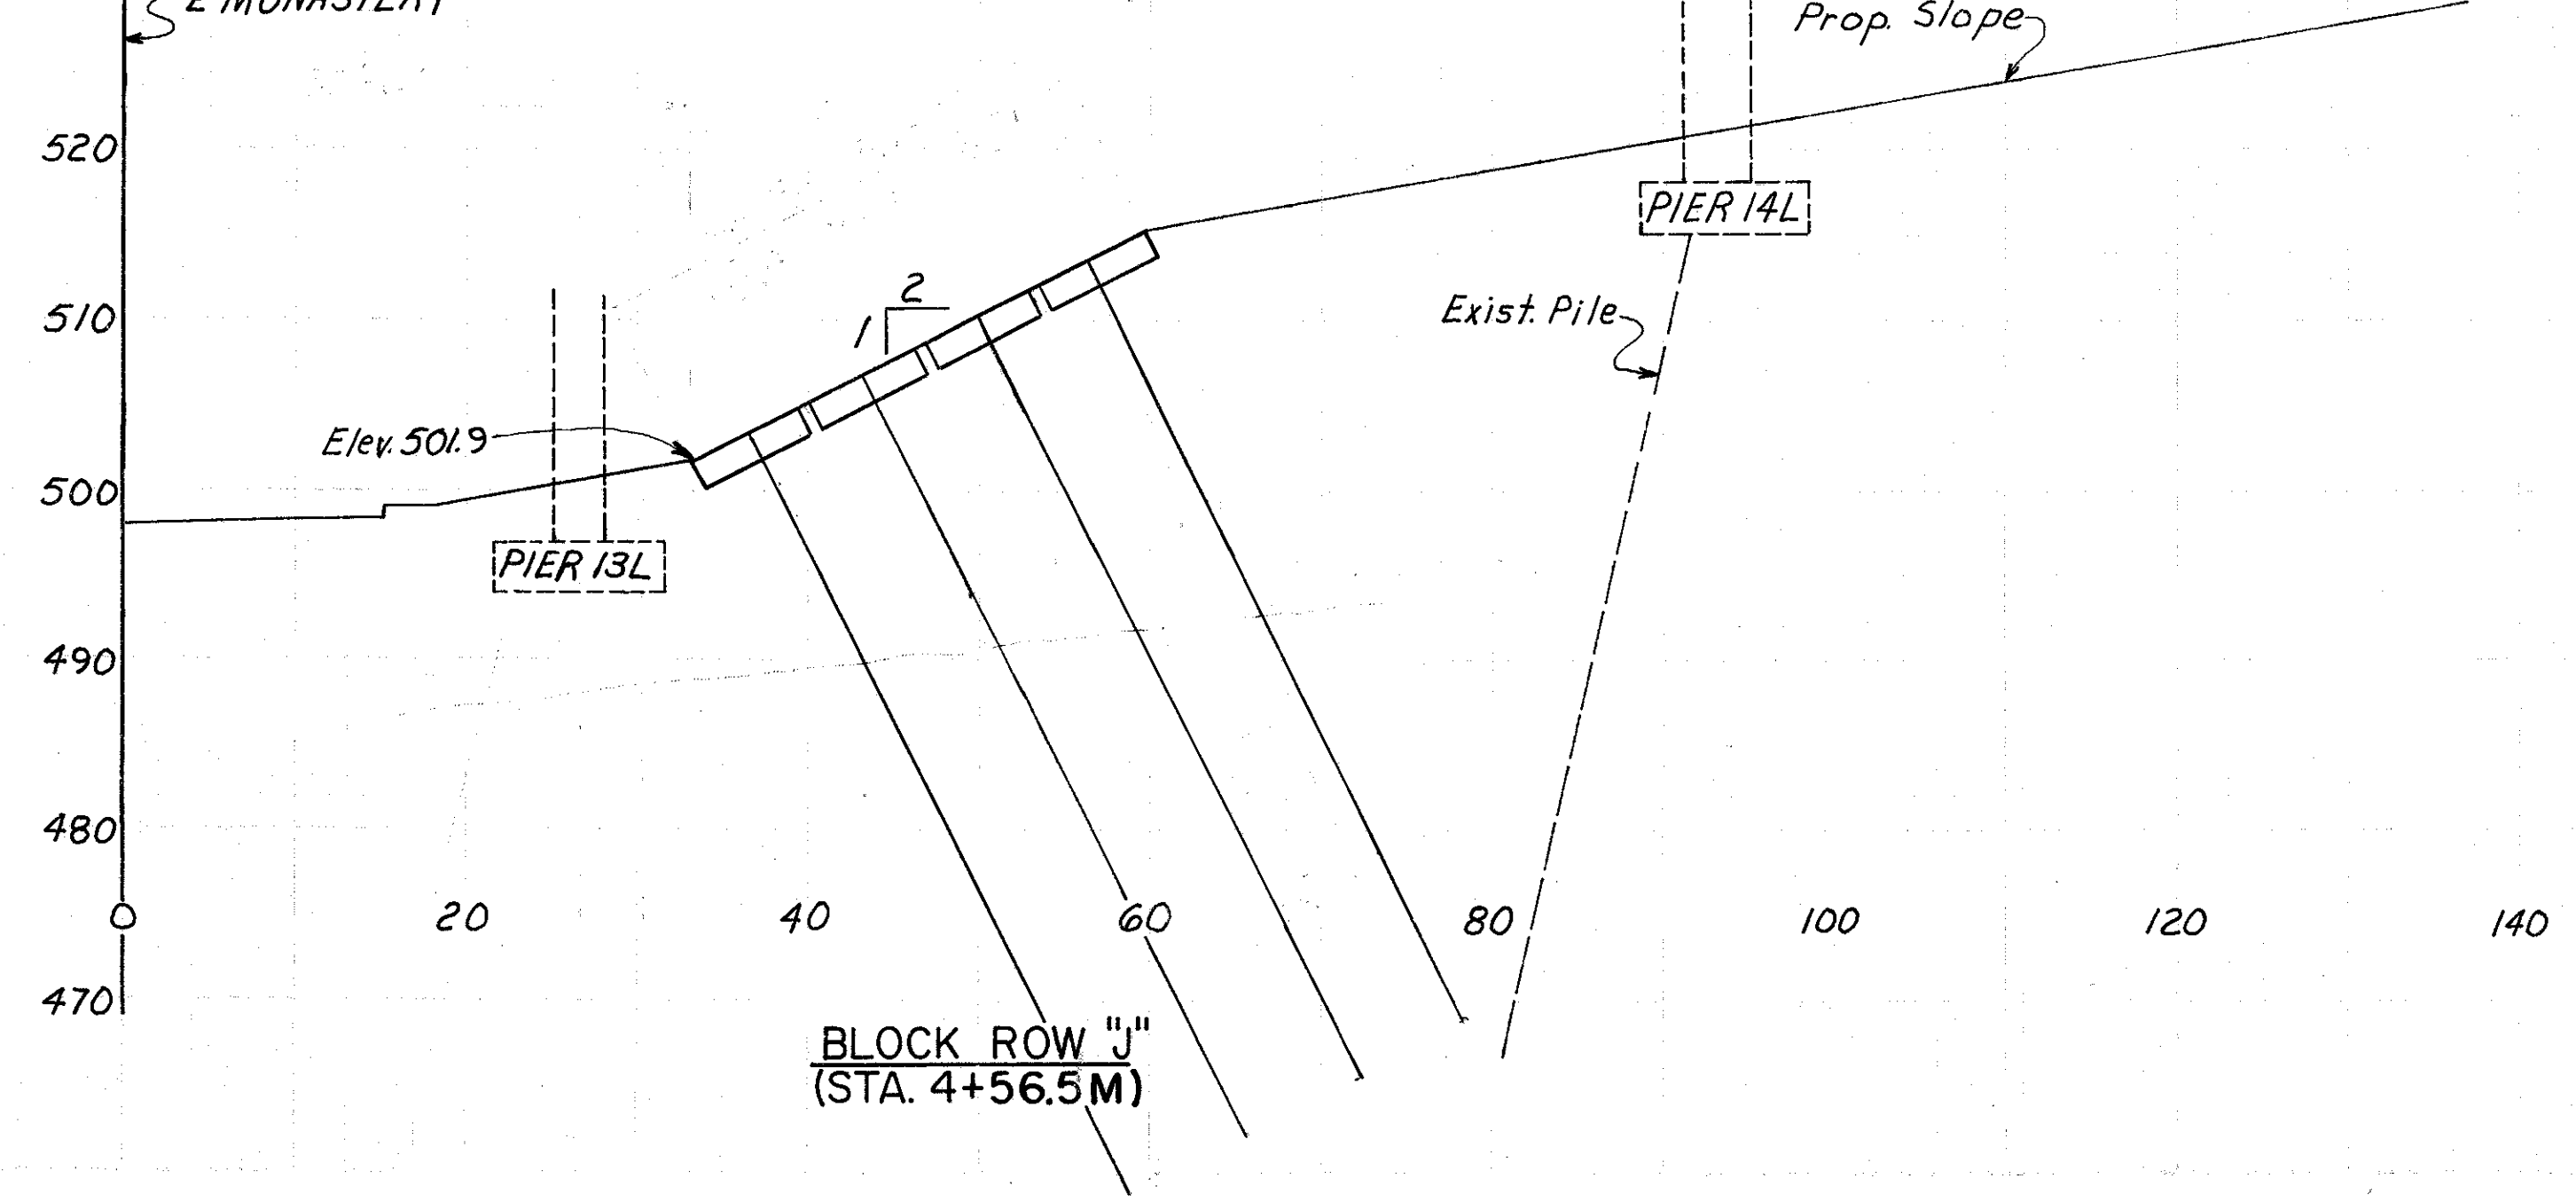 E MONASTERY
Prop. Slope
520
PIER 14L
2
510
1
Exist. Pile
Elev. 501.9
500
PIER 13L
490
480
0 20 40 60 80 100 120 140
470
BLOCK ROW "J"
(STA. 4+56.5M)